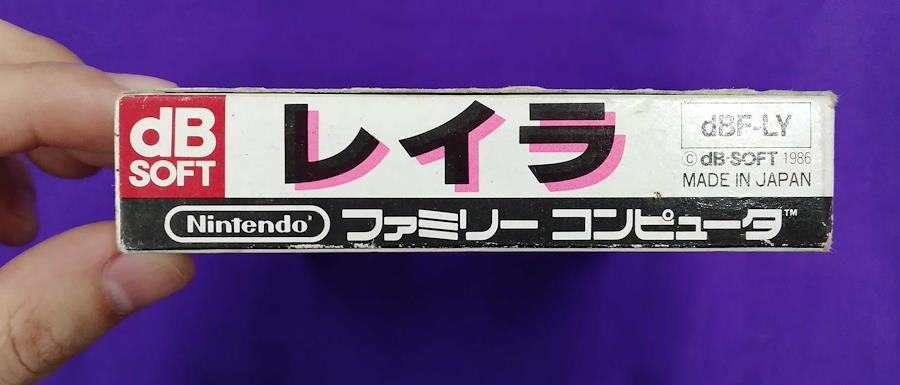 dB
SOFT
レイラ
dBF-LY
© dB-SOFT 1986
MADE IN JAPAN
Nintendo® ファミリー コンピュータ™